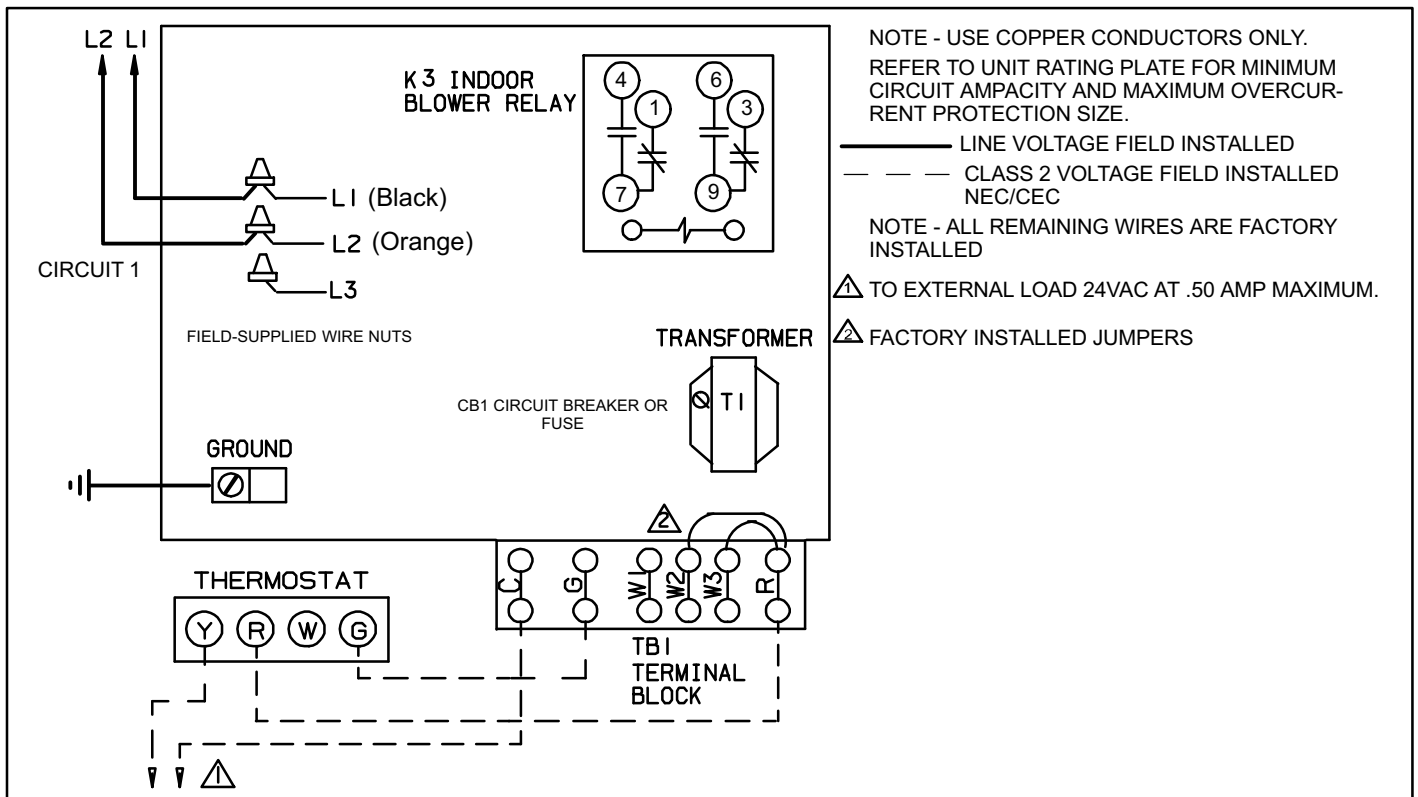 L2 L1
K3 INDOOR
BLOWER RELAY
4
6
1
3
7
9
L1 (Black)
L2 (Orange)
CIRCUIT 1
L3
FIELD-SUPPLIED WIRE NUTS
TRANSFORMER
CB1 CIRCUIT BREAKER OR
FUSE
T1
GROUND
2
C
G
W1
W2
W3
R
THERMOSTAT
Y R W G
TB1
TERMINAL
BLOCK
1
NOTE - USE COPPER CONDUCTORS ONLY.
REFER TO UNIT RATING PLATE FOR MINIMUM
CIRCUIT AMPACITY AND MAXIMUM OVERCUR-
RENT PROTECTION SIZE.
LINE VOLTAGE FIELD INSTALLED
CLASS 2 VOLTAGE FIELD INSTALLED
NEC/CEC
NOTE - ALL REMAINING WIRES ARE FACTORY
INSTALLED
1 TO EXTERNAL LOAD 24VAC AT .50 AMP MAXIMUM.
2 FACTORY INSTALLED JUMPERS